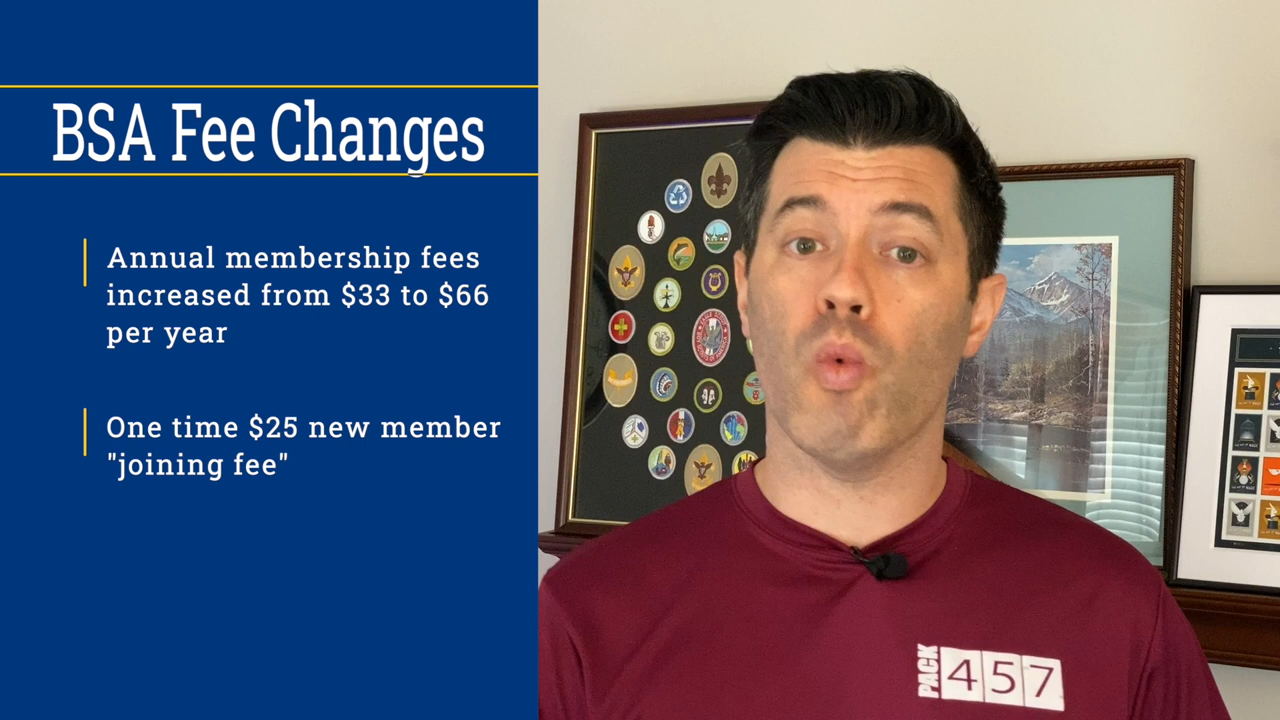 BSA Fee Changes
Annual membership fees
increased from $33 to $66
per year
One time $25 new member
"joining fee"
PACK
457